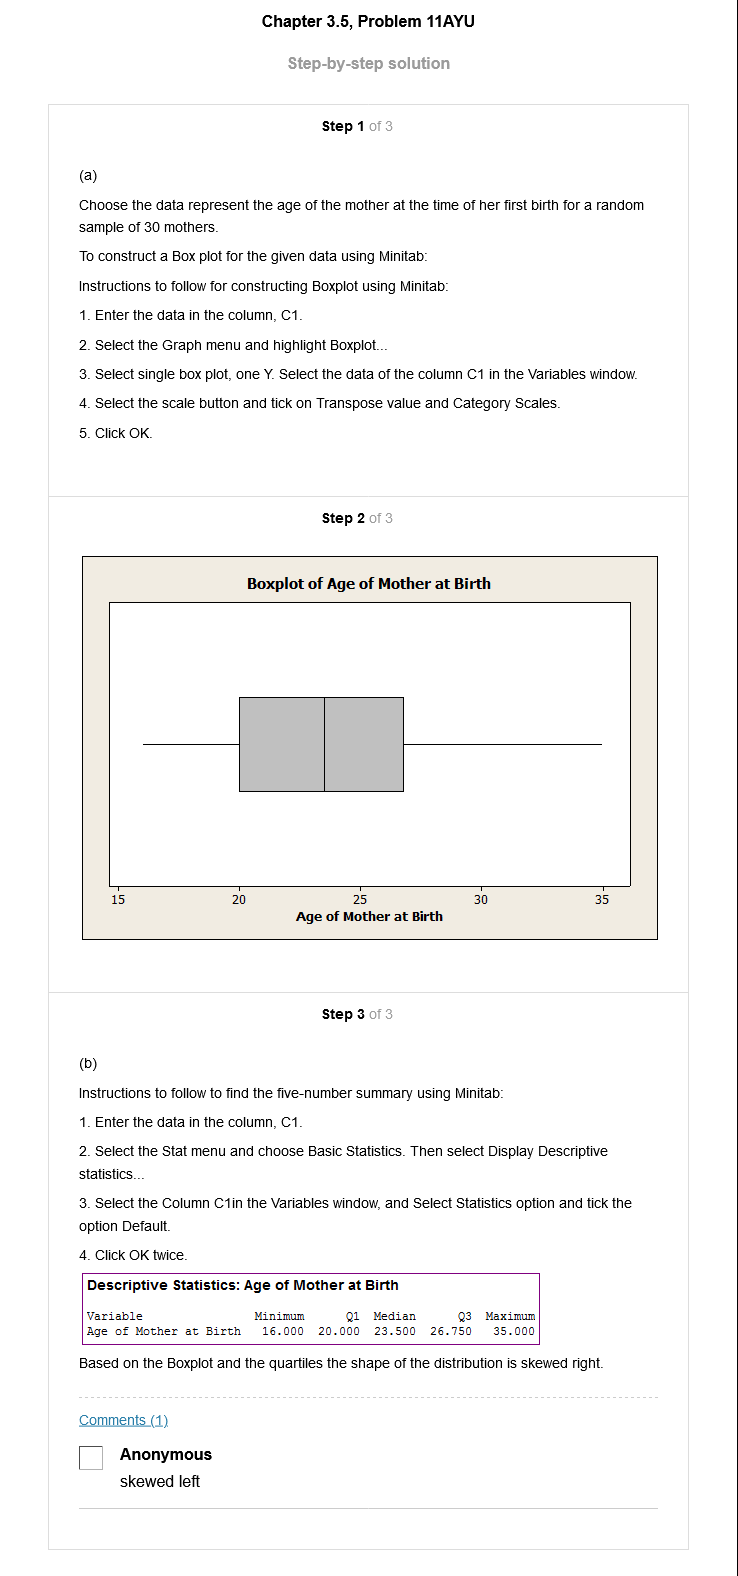 Chapter 3.5, Problem 11AYU
Step-by-step solution
Step 1 of 3
(a)
Choose the data represent the age of the mother at the time of her first birth for a random
sample of 30 mothers.
To construct a Box plot for the given data using Minitab:
Instructions to follow for constructing Boxplot using Minitab:
1. Enter the data in the column, C1.
2. Select the Graph menu and highlight Boxplot...
3. Select single box plot, one Y. Select the data of the column C1 in the Variables window.
4. Select the scale button and tick on Transpose value and Category Scales.
5. Click OK.
Step 2 of 3
Boxplot of Age of Mother at Birth
15 20 25 30 35
Age of Mother at Birth
Step 3 of 3
(b)
Instructions to follow to find the five-number summary using Minitab:
1. Enter the data in the column, C1.
2. Select the Stat menu and choose Basic Statistics. Then select Display Descriptive
statistics...
3. Select the Column C1in the Variables window, and Select Statistics option and tick the
option Default.
4. Click OK twice.
Descriptive Statistics: Age of Mother at Birth
Variable Minimum Q1 Median Q3 Maximum
Age of Mother at Birth 16.000 20.000 23.500 26.750 35.000
Based on the Boxplot and the quartiles the shape of the distribution is skewed right.
Comments (1)
Anonymous
skewed left